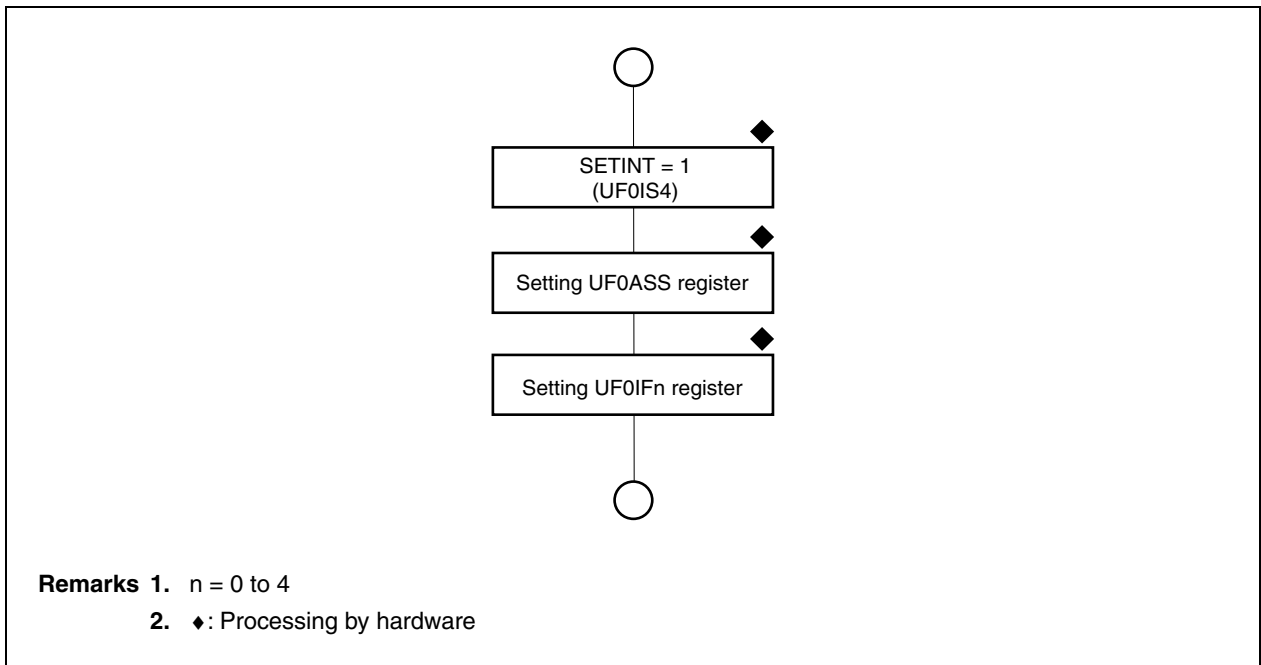 SETINT = 1
(UF0IS4)
Setting UF0ASS register
Setting UF0IFn register
Remarks 1. n = 0 to 4
2. ♦: Processing by hardware